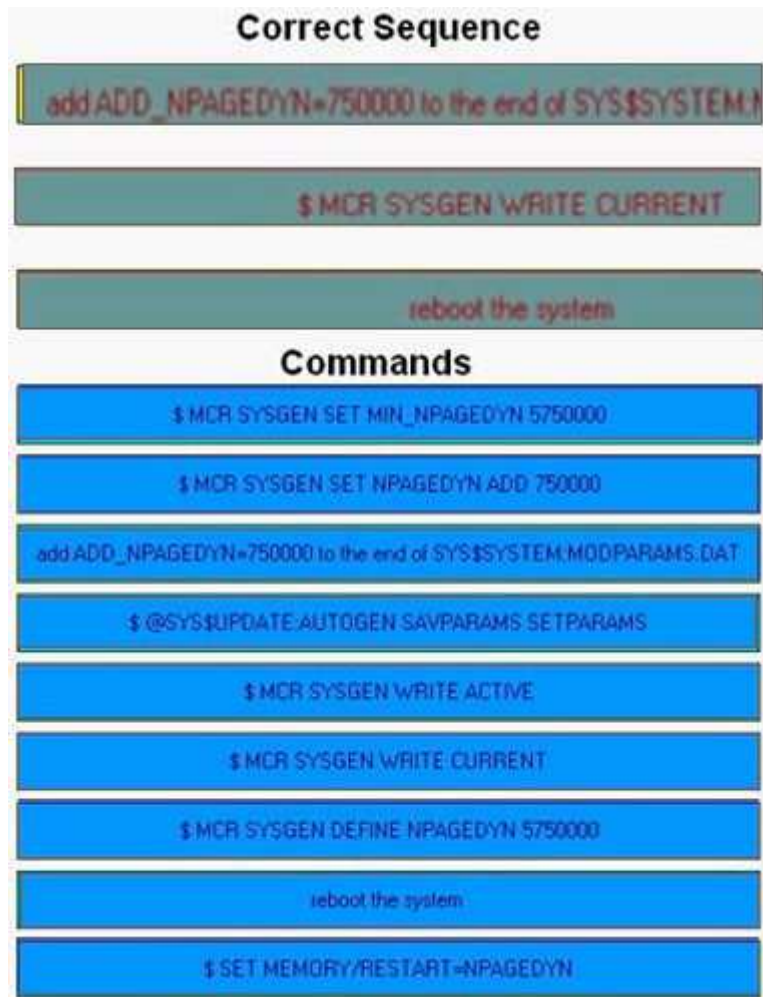 Correct Sequence
add ADD_NPAGEDYN=750000 to the end of SYS$SYSTEM:M
$ MCR SYSGEN WRITE CURRENT
reboot the system
Commands
$ MCR SYSGEN SET MIN_NPAGEDYN 5750000
$ MCR SYSGEN SET NPAGEDYN ADD 750000
add ADD_NPAGEDYN=750000 to the end of SYS$SYSTEM:MODPARAMS.DAT
$ @SYS$UPDATE:AUTOGEN SAVPARAMS SETPARAMS
$ MCR SYSGEN WRITE ACTIVE
$ MCR SYSGEN WRITE CURRENT
$ MCR SYSGEN DEFINE NPAGEDYN 5750000
reboot the system
$ SET MEMORY/RESTART=NPAGEDYN